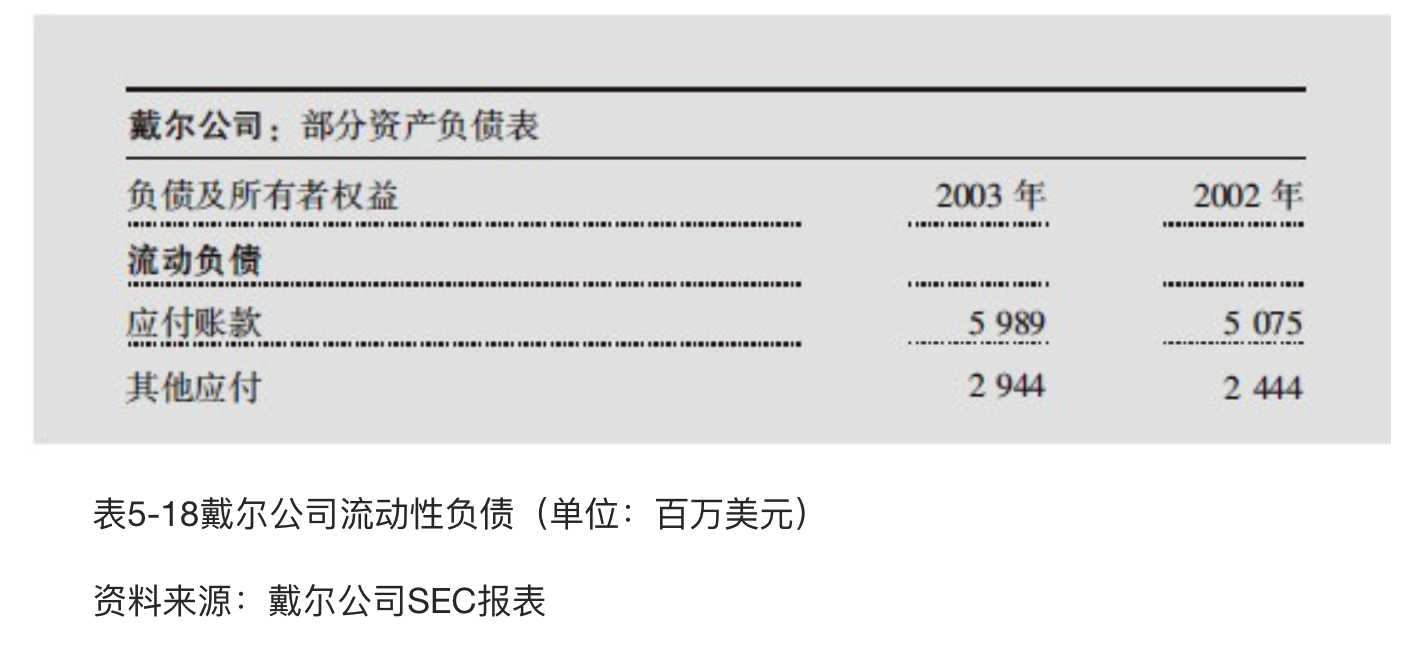 戴尔公司：部分资产负债表
负债及所有者权益 2003 年 2002 年
流动负债
应付账款 5 989 5 075
其他应付 2 944 2 444
表5-18戴尔公司流动性负债（单位：百万美元）
资料来源：戴尔公司SEC报表